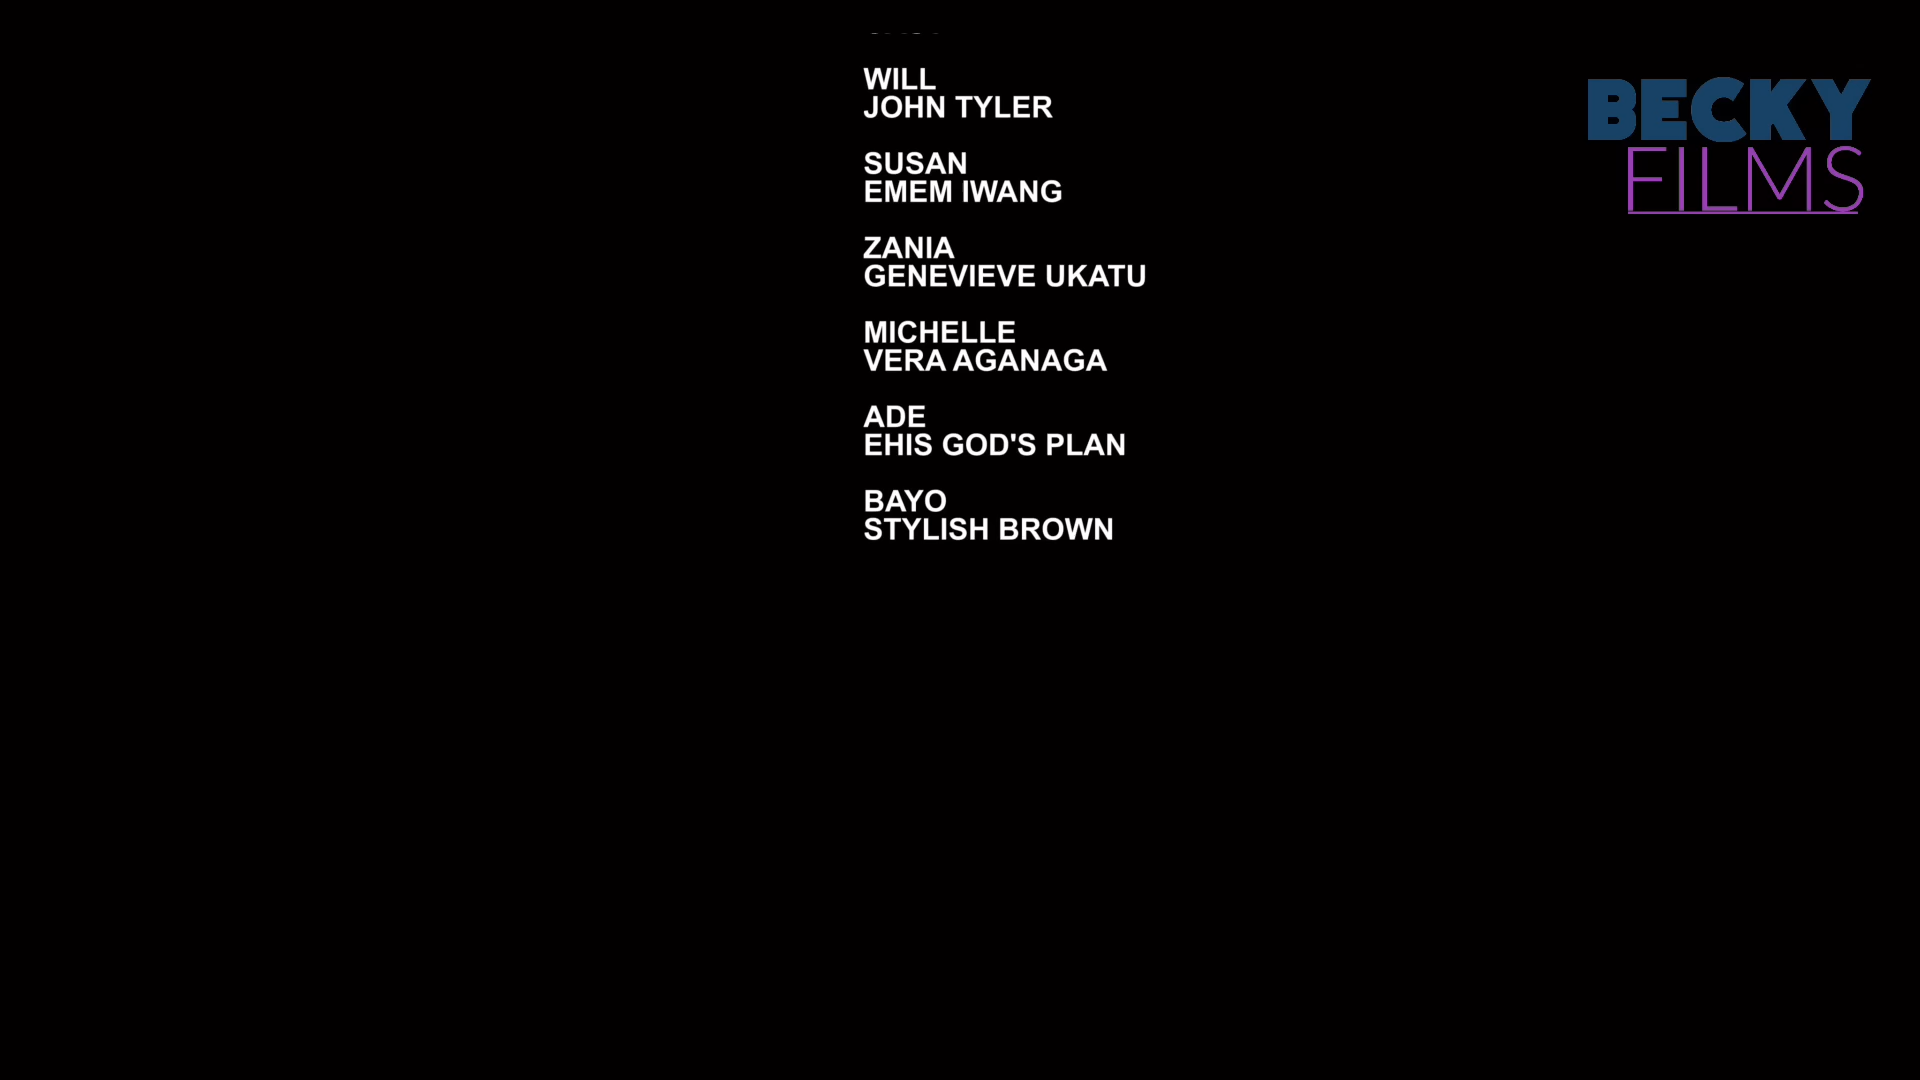 WILL
JOHN TYLER
SUSAN
EMEM IWANG
ZANIA
GENEVIEVE UKATU
MICHELLE
VERA AGANAGA
ADE
EHIS GOD'S PLAN
BAYO
STYLISH BROWN
BECKY
FILMS